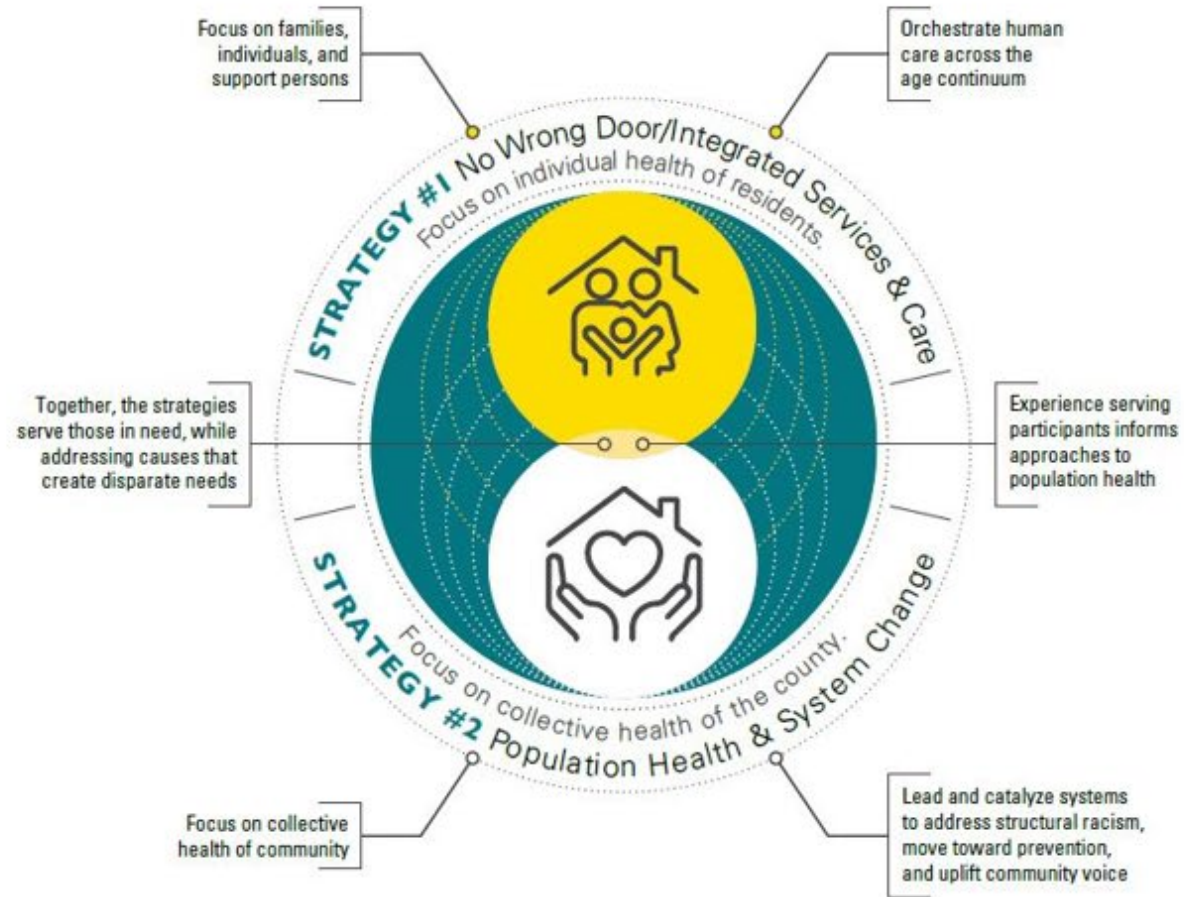 Focus on families,
individuals, and
support persons
Orchestrate human
care across the
age continuum
STRATEGY #1 No Wrong Door/Integrated Services & Care
Focus on individual health of residents.
Together, the strategies
serve those in need, while
addressing causes that
create disparate needs
Experience serving
participants informs
approaches to
population health
Focus on collective health of the county.
STRATEGY #2 Population Health & System Change
Focus on collective
health of community
Lead and catalyze systems
to address structural racism,
move toward prevention,
and uplift community voice